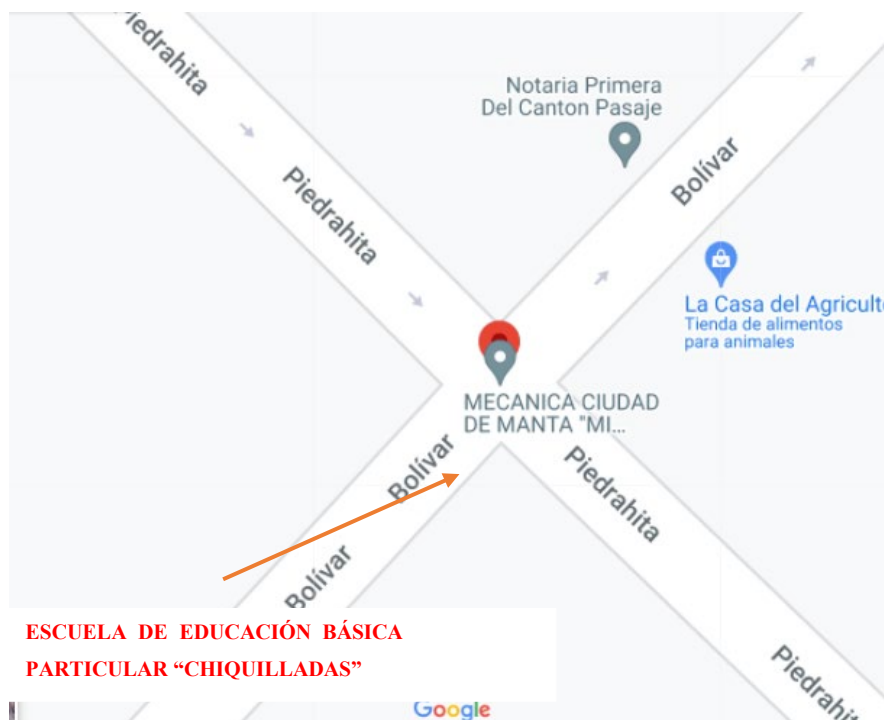 Piedrahita
Notaria Primera
Del Canton Pasaje
Bolívar
Piedrahita
La Casa del Agricult
Tienda de alimentos
para animales
MECANICA CIUDAD
DE MANTA "MI...
Bolívar
Piedrahita
Bolívar
ESCUELA DE EDUCACIÓN BÁSICA
PARTICULAR “CHIQUILLADAS”
Piedrahit
Google